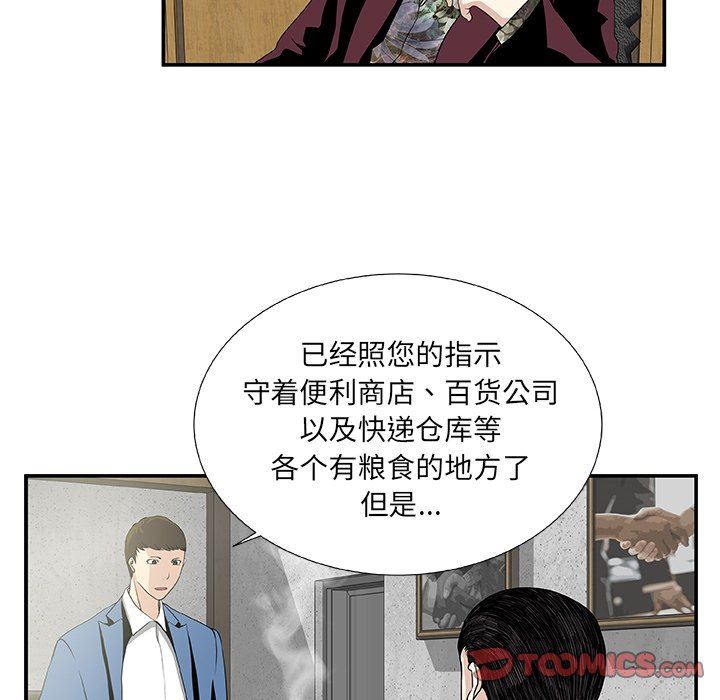 已经照您的指示
守着便利商店、百货公司
以及快递仓库等
各个有粮食的地方了
但是...
TOOMICS.COM